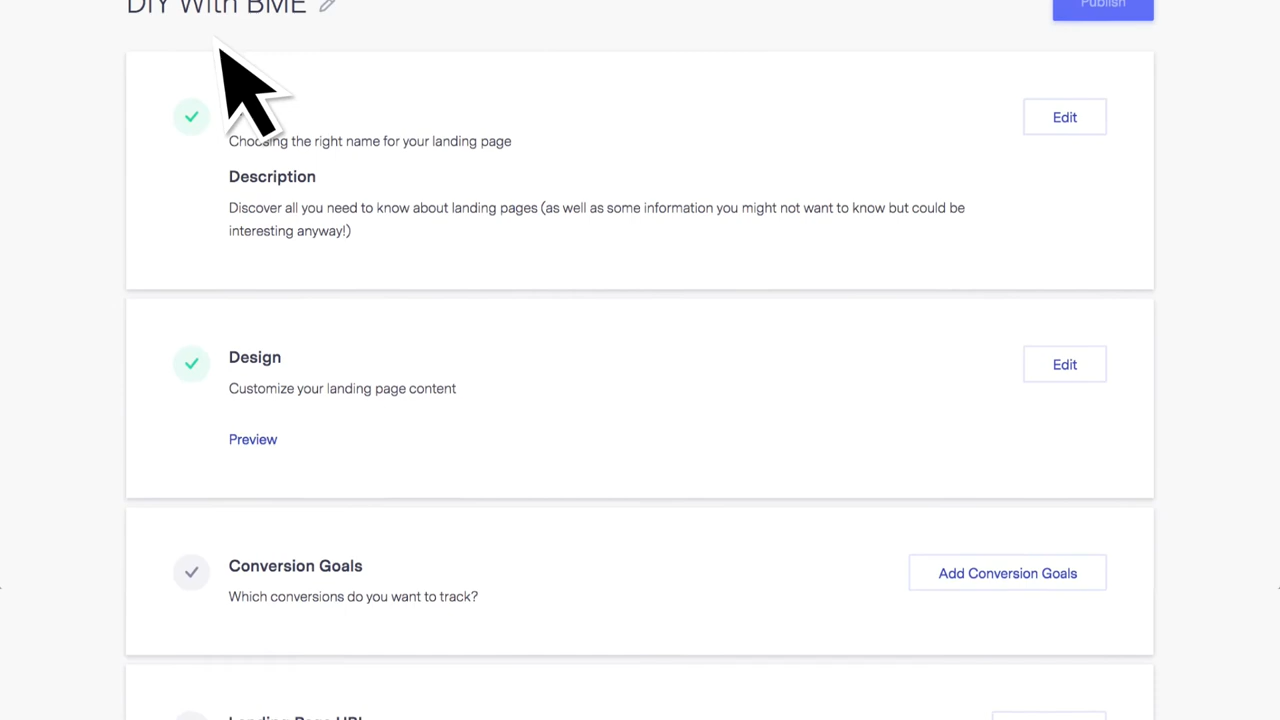 DIY With BME
Publish
Edit
Choosing the right name for your landing page
Description
Discover all you need to know about landing pages (as well as some information you might not want to know but could be
interesting anyway!)
Design
Edit
Customize your landing page content
Preview
Conversion Goals
Add Conversion Goals
Which conversions do you want to track?
Landing Page URL